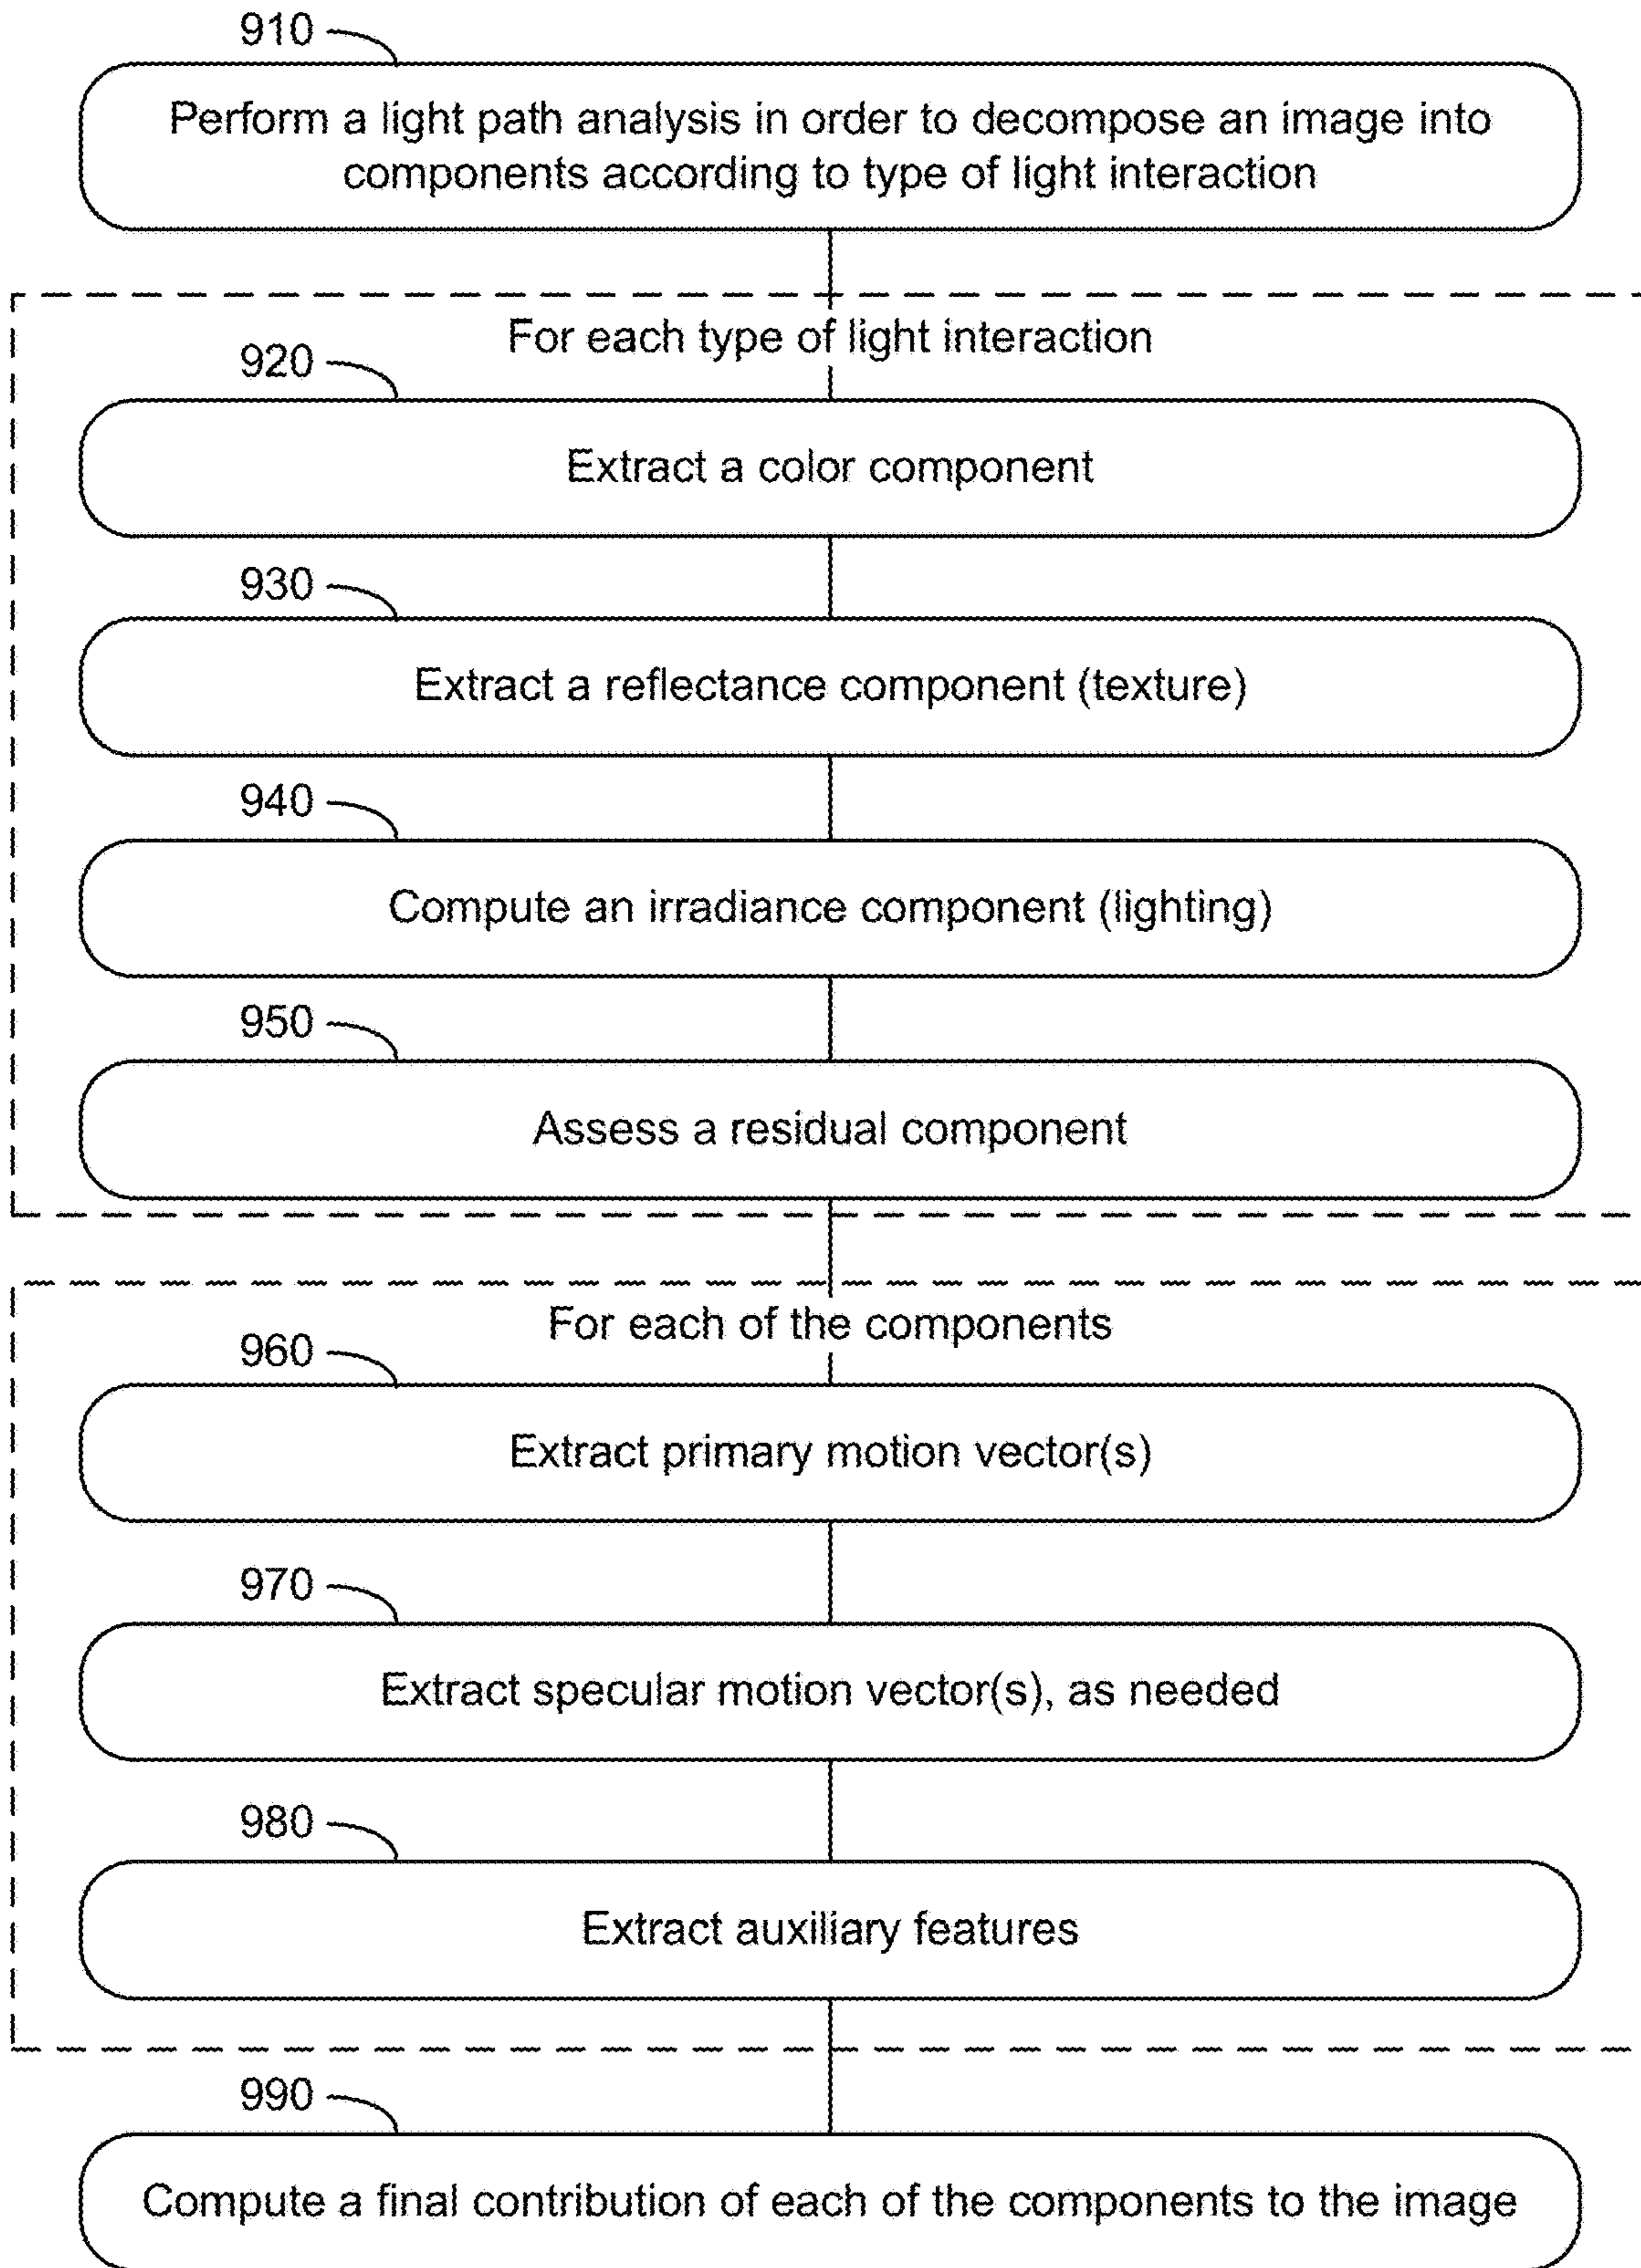 910
Perform a light path analysis in order to decompose an image into
components according to type of light interaction
For each type of light interaction
920
Extract a color component
930
Extract a reflectance component (texture)
940
Compute an irradiance component (lighting)
950
Assess a residual component
For each of the components
960
Extract primary motion vector(s)
970
Extract specular motion vector(s), as needed
980
Extract auxiliary features
990
Compute a final contribution of each of the components to the image